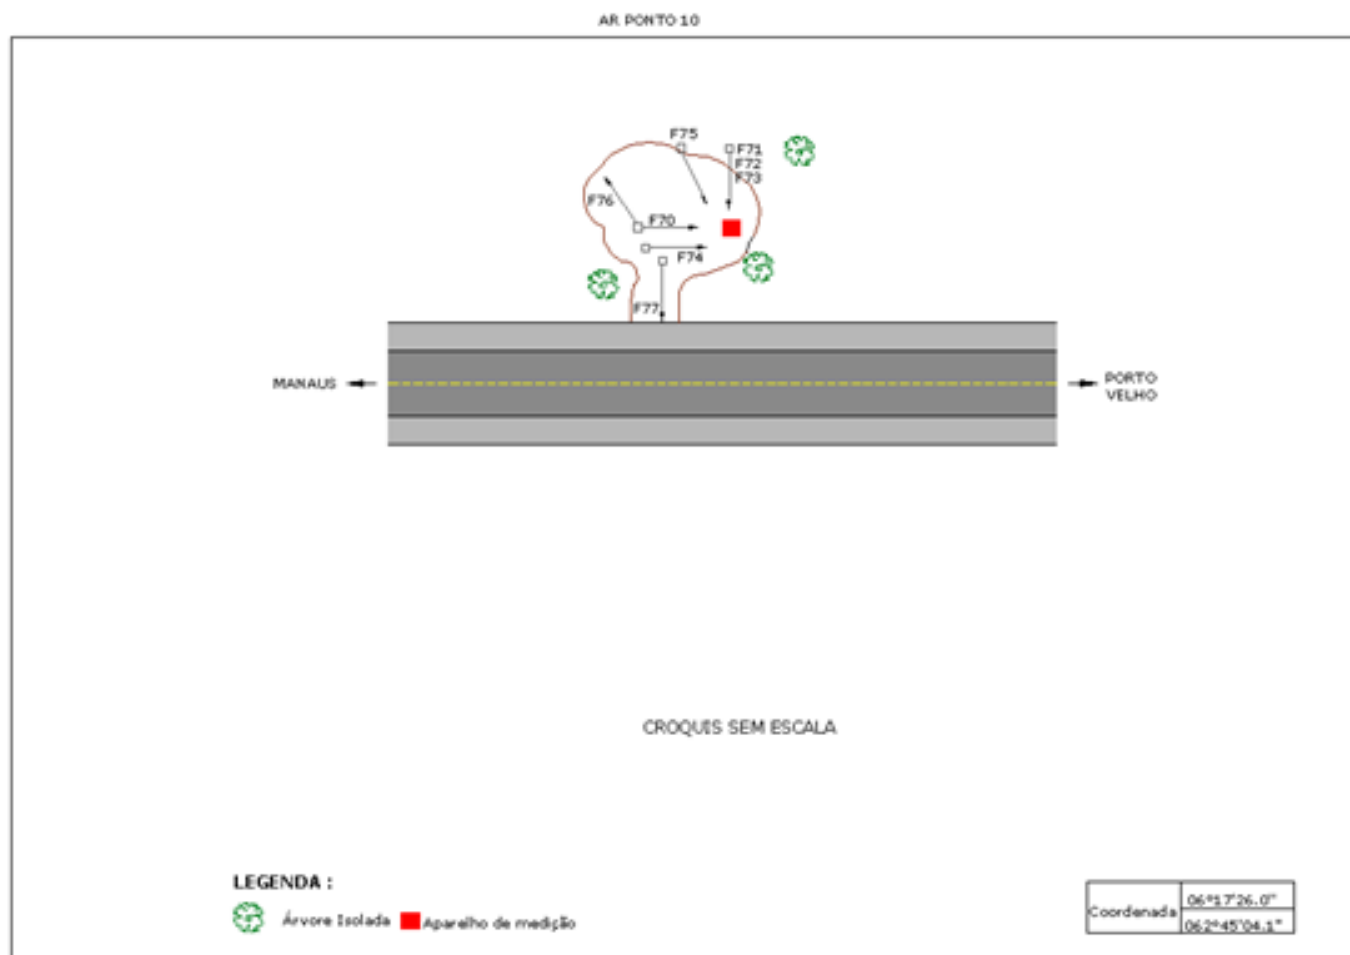 AR PONTO 10
F75
F71
F72
F73
F76
F70
F74
F77
MANAUS
PORTO
VELHO
CROQUIS SEM ESCALA
LEGENDA :
Árvore Isolada
Aparelho de medição
Coordenada
06°17'26.0"
062°45'04.1"